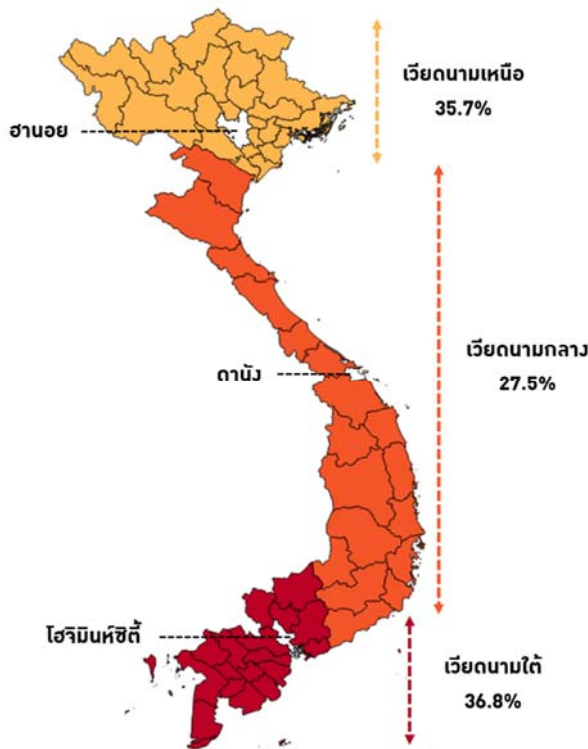 เวียดนามเหนือ
35.7%
ฮานอย
เวียดนามกลาง
27.5%
ดานัง
โฮจิมินห์ซิตี้
เวียดนามใต้
36.8%